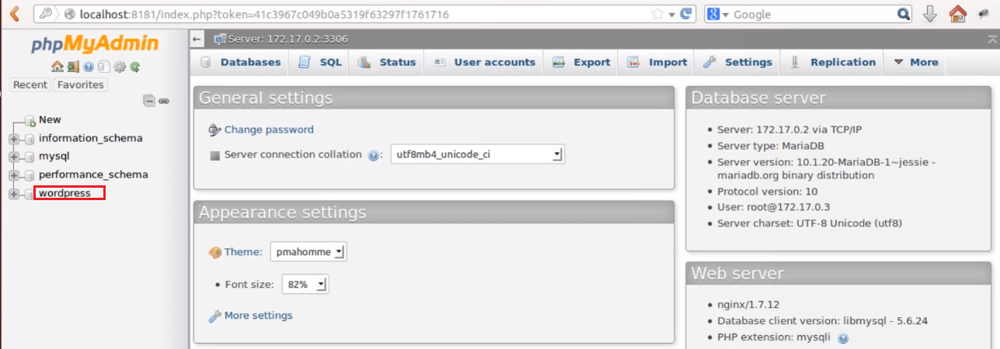 localhost:8181/index.php?token=41c3967c049b0a5319f63297f1761716
Google
phpMyAdmin
Recent Favorites
New
information_schema
mysql
performance_schema
wordpress
Server: 172.17.0.2:3306
Databases SQL Status User accounts Export Import Settings Replication More
General settings
Change password
Server connection collation : utf8mb4_unicode_ci
Appearance settings
Theme: pmahomme
• Font size: 82%
More settings
Database server
• Server: 172.17.0.2 via TCP/IP
• Server type: MariaDB
• Server version: 10.1.20-MariaDB-1~jessie -
mariadb.org binary distribution
• Protocol version: 10
• User: root@172.17.0.3
• Server charset: UTF-8 Unicode (utf8)
Web server
• nginx/1.7.12
• Database client version: libmysql - 5.6.24
• PHP extension: mysqli